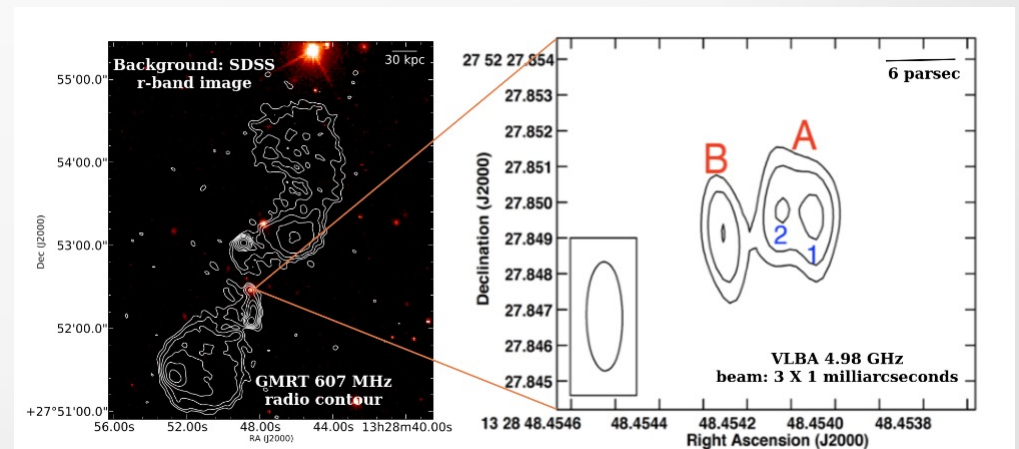 Background: SDSS
r-band image
30 kpc
55'00.0"
54'00.0"
53'00.0"
52'00.0"
+27°51'00.0"
Dec (J2000)
GMRT 607 MHz
radio contour
56.00s 52.00s 48.00s 44.00s 13h28m40.00s
RA (J2000)
27 52 27.854
27.853
27.852
27.851
27.850
27.849
27.848
27.847
27.846
27.845
Declination (J2000)
6 parsec
B
A
2
1
VLBA 4.98 GHz
beam: 3 X 1 milliarcseconds
13 28 48.4546 48.4544 48.4542 48.4540 48.4538
Right Ascension (J2000)